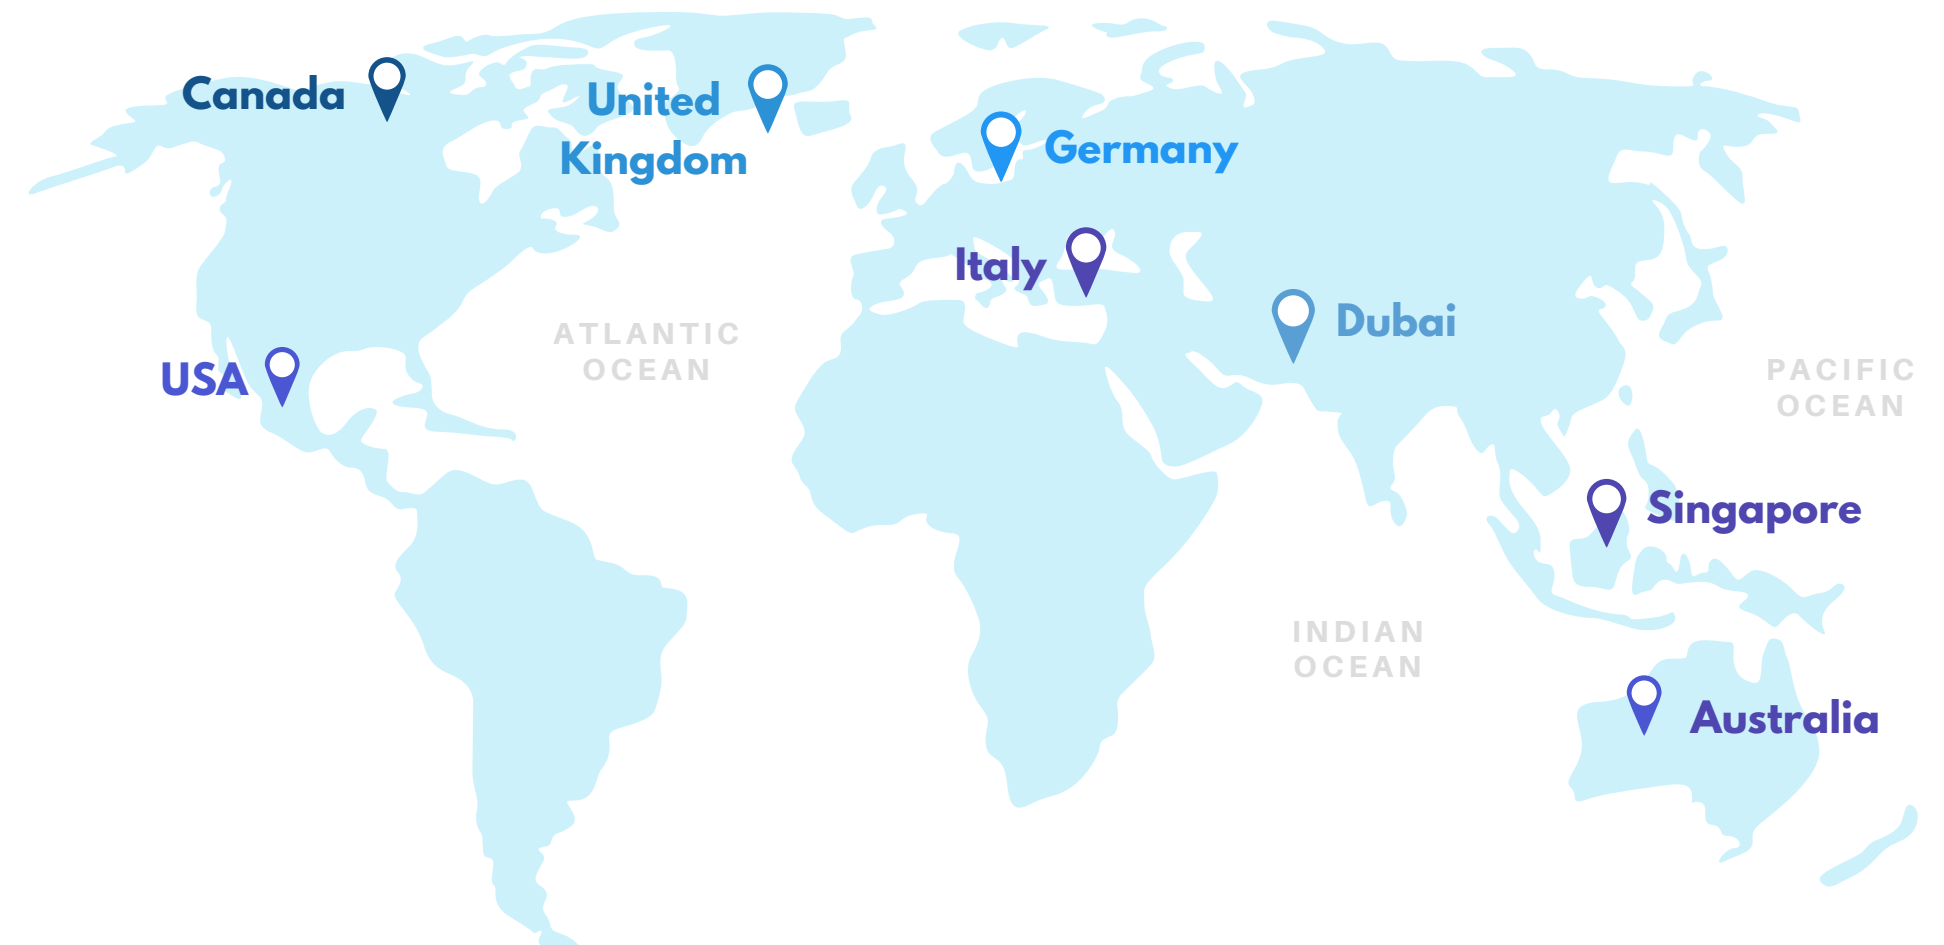 Canada
United
Kingdom
Germany
Italy
Dubai
ATLANTIC
OCEAN
USA
PACIFIC
OCEAN
Singapore
INDIAN
OCEAN
Australia